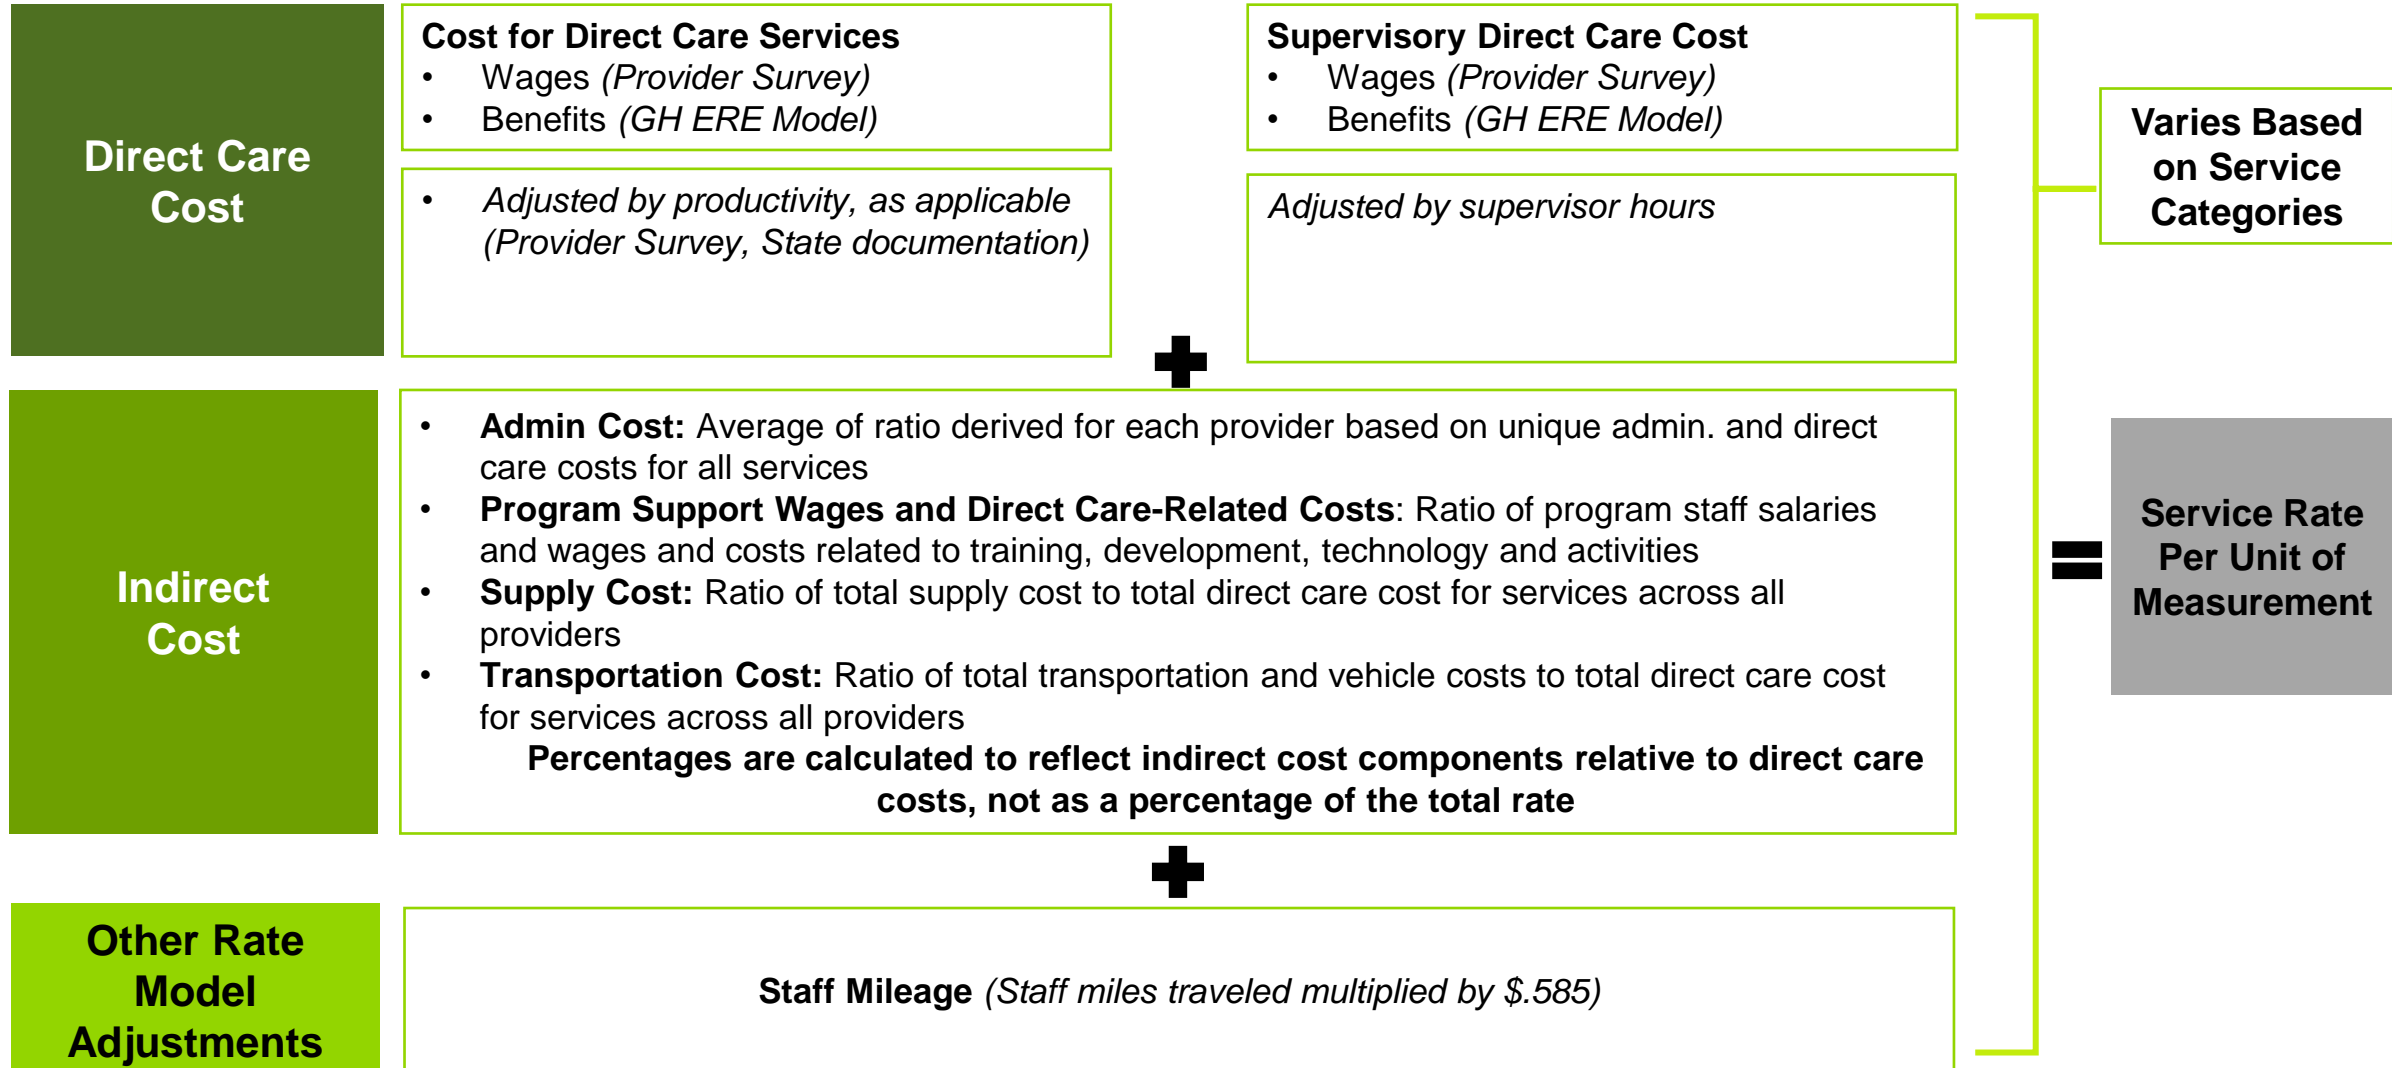 Direct Care
Cost
Cost for Direct Care Services
• Wages (Provider Survey)
• Benefits (GH ERE Model)
• Adjusted by productivity, as applicable
(Provider Survey, State documentation)
Supervisory Direct Care Cost
• Wages (Provider Survey)
• Benefits (GH ERE Model)
Adjusted by supervisor hours
Varies Based
on Service
Categories
Indirect
Cost
• Admin Cost: Average of ratio derived for each provider based on unique admin. and direct
care costs for all services
• Program Support Wages and Direct Care-Related Costs: Ratio of program staff salaries
and wages and costs related to training, development, technology and activities
• Supply Cost: Ratio of total supply cost to total direct care cost for services across all
providers
• Transportation Cost: Ratio of total transportation and vehicle costs to total direct care cost
for services across all providers
Percentages are calculated to reflect indirect cost components relative to direct care
costs, not as a percentage of the total rate
Service Rate
Per Unit of
Measurement
Other Rate
Model
Adjustments
Staff Mileage (Staff miles traveled multiplied by $.585)